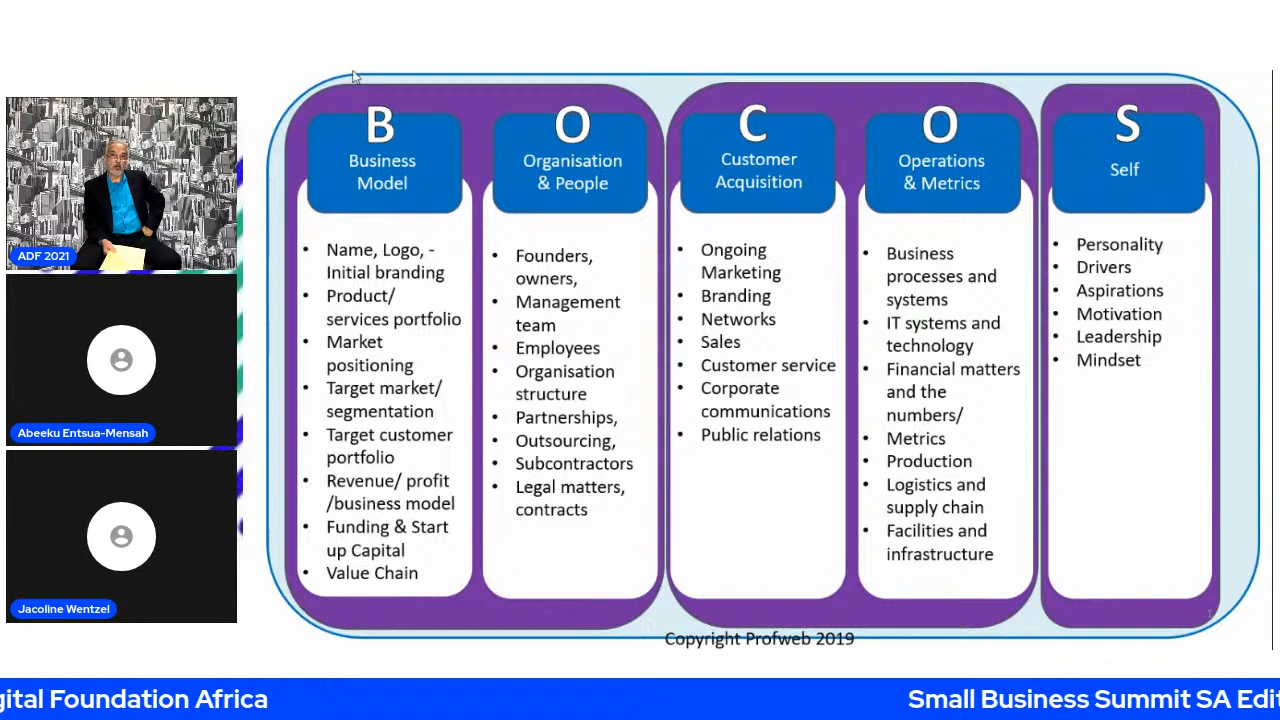 B
Business
Model
Name, Logo, -
Initial branding
Product/
services portfolio
Market
positioning
Target market/
segmentation
Target customer
portfolio
Revenue/ profit
/business model
Funding & Start
up Capital
Value Chain
O
Organisation
& People
Founders,
owners,
Management
team
Employees
Organisation
structure
Partnerships,
Outsourcing,
Subcontractors
Legal matters,
contracts
C
Customer
Acquisition
Ongoing
Marketing
Branding
Networks
Sales
Customer service
Corporate
communications
Public relations
O
Operations
& Metrics
Business
processes and
systems
IT systems and
technology
Financial matters
and the
numbers/
Metrics
Production
Logistics and
supply chain
Facilities and
infrastructure
S
Self
Personality
Drivers
Aspirations
Motivation
Leadership
Mindset
1
Copyright Profweb 2019
ADF 2021
Abeeku Entsua-Mensah
Jacoline Wentzel
gital Foundation Africa
Small Business Summit SA Edit